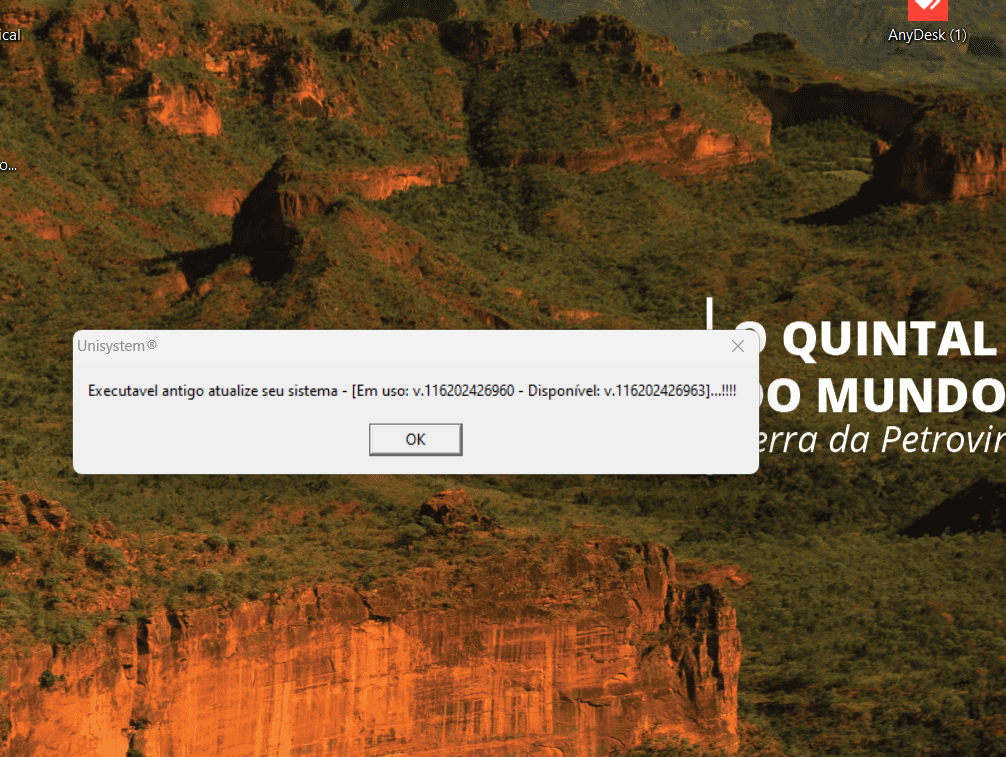 ical
AnyDesk (1)
o...
Unisystem®
Executavel antigo atualize seu sistema - [Em uso: v.116202426960 - Disponível: v.116202426963]...!!!!
OK
O QUINTAL
DO MUNDO
erra da Petrovin